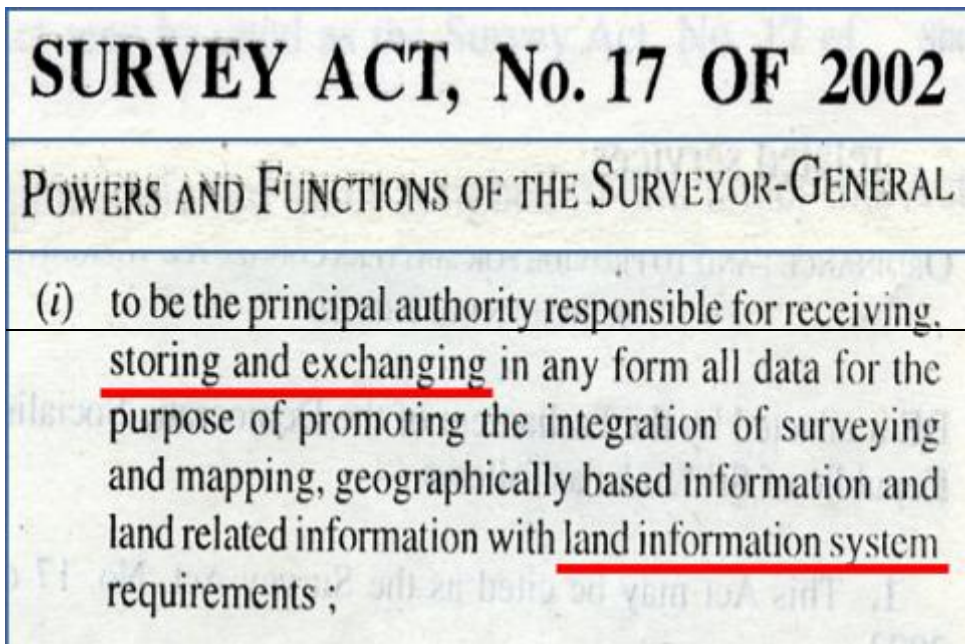 SURVEY ACT, No. 17 OF 2002
POWERS AND FUNCTIONS OF THE SURVEYOR-GENERAL
(i) to be the principal authority responsible for receiving,
storing and exchanging in any form all data for the
purpose of promoting the integration of surveying
and mapping, geographically based information and
land related information with land information system
requirements ;